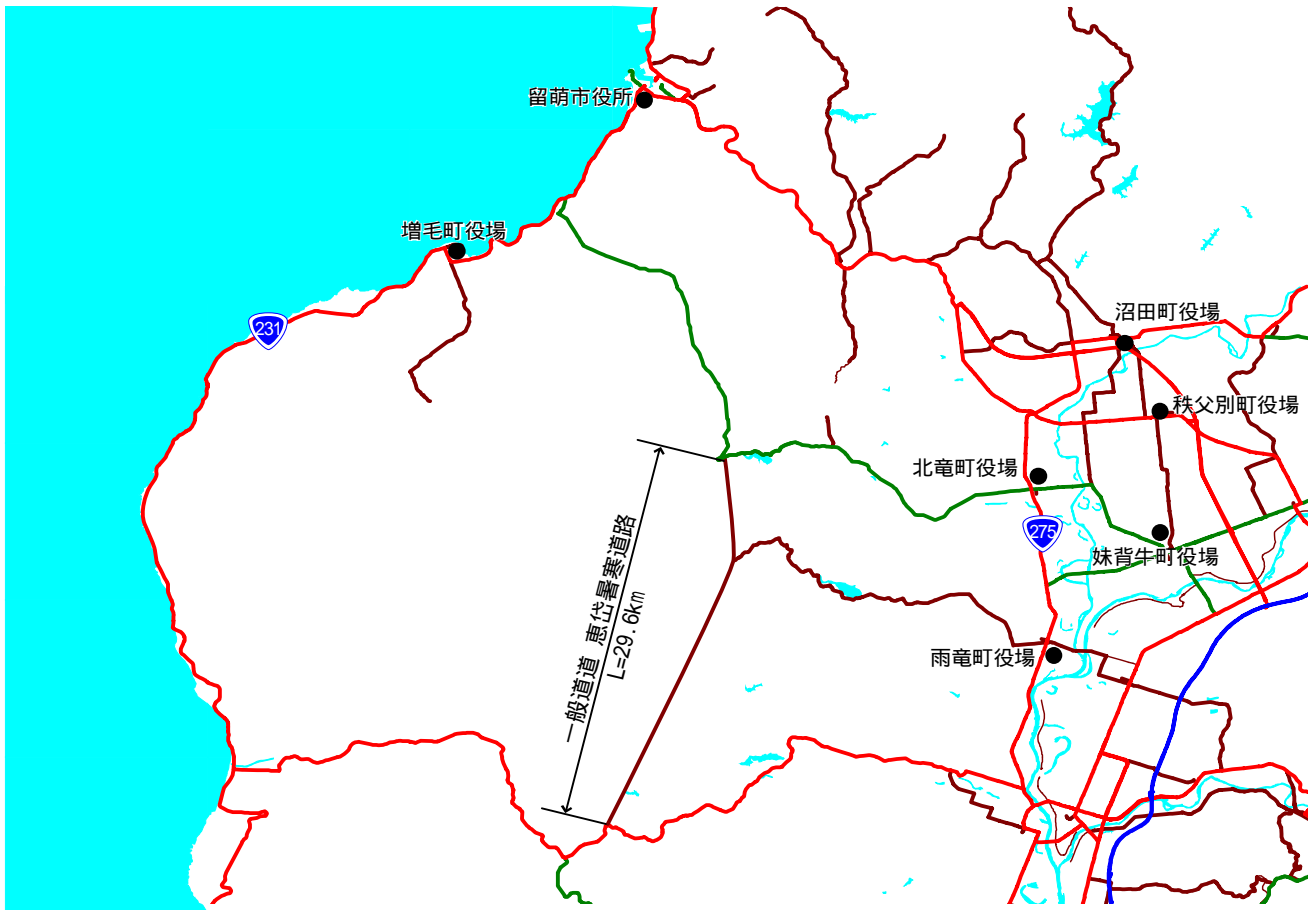 留萌市役所
増毛町役場
231
沼田町役場
秩父別町役場
北竜町役場
275
妹背牛町役場
一般道道 恵岱暑寒道路
L=29.6km
雨竜町役場